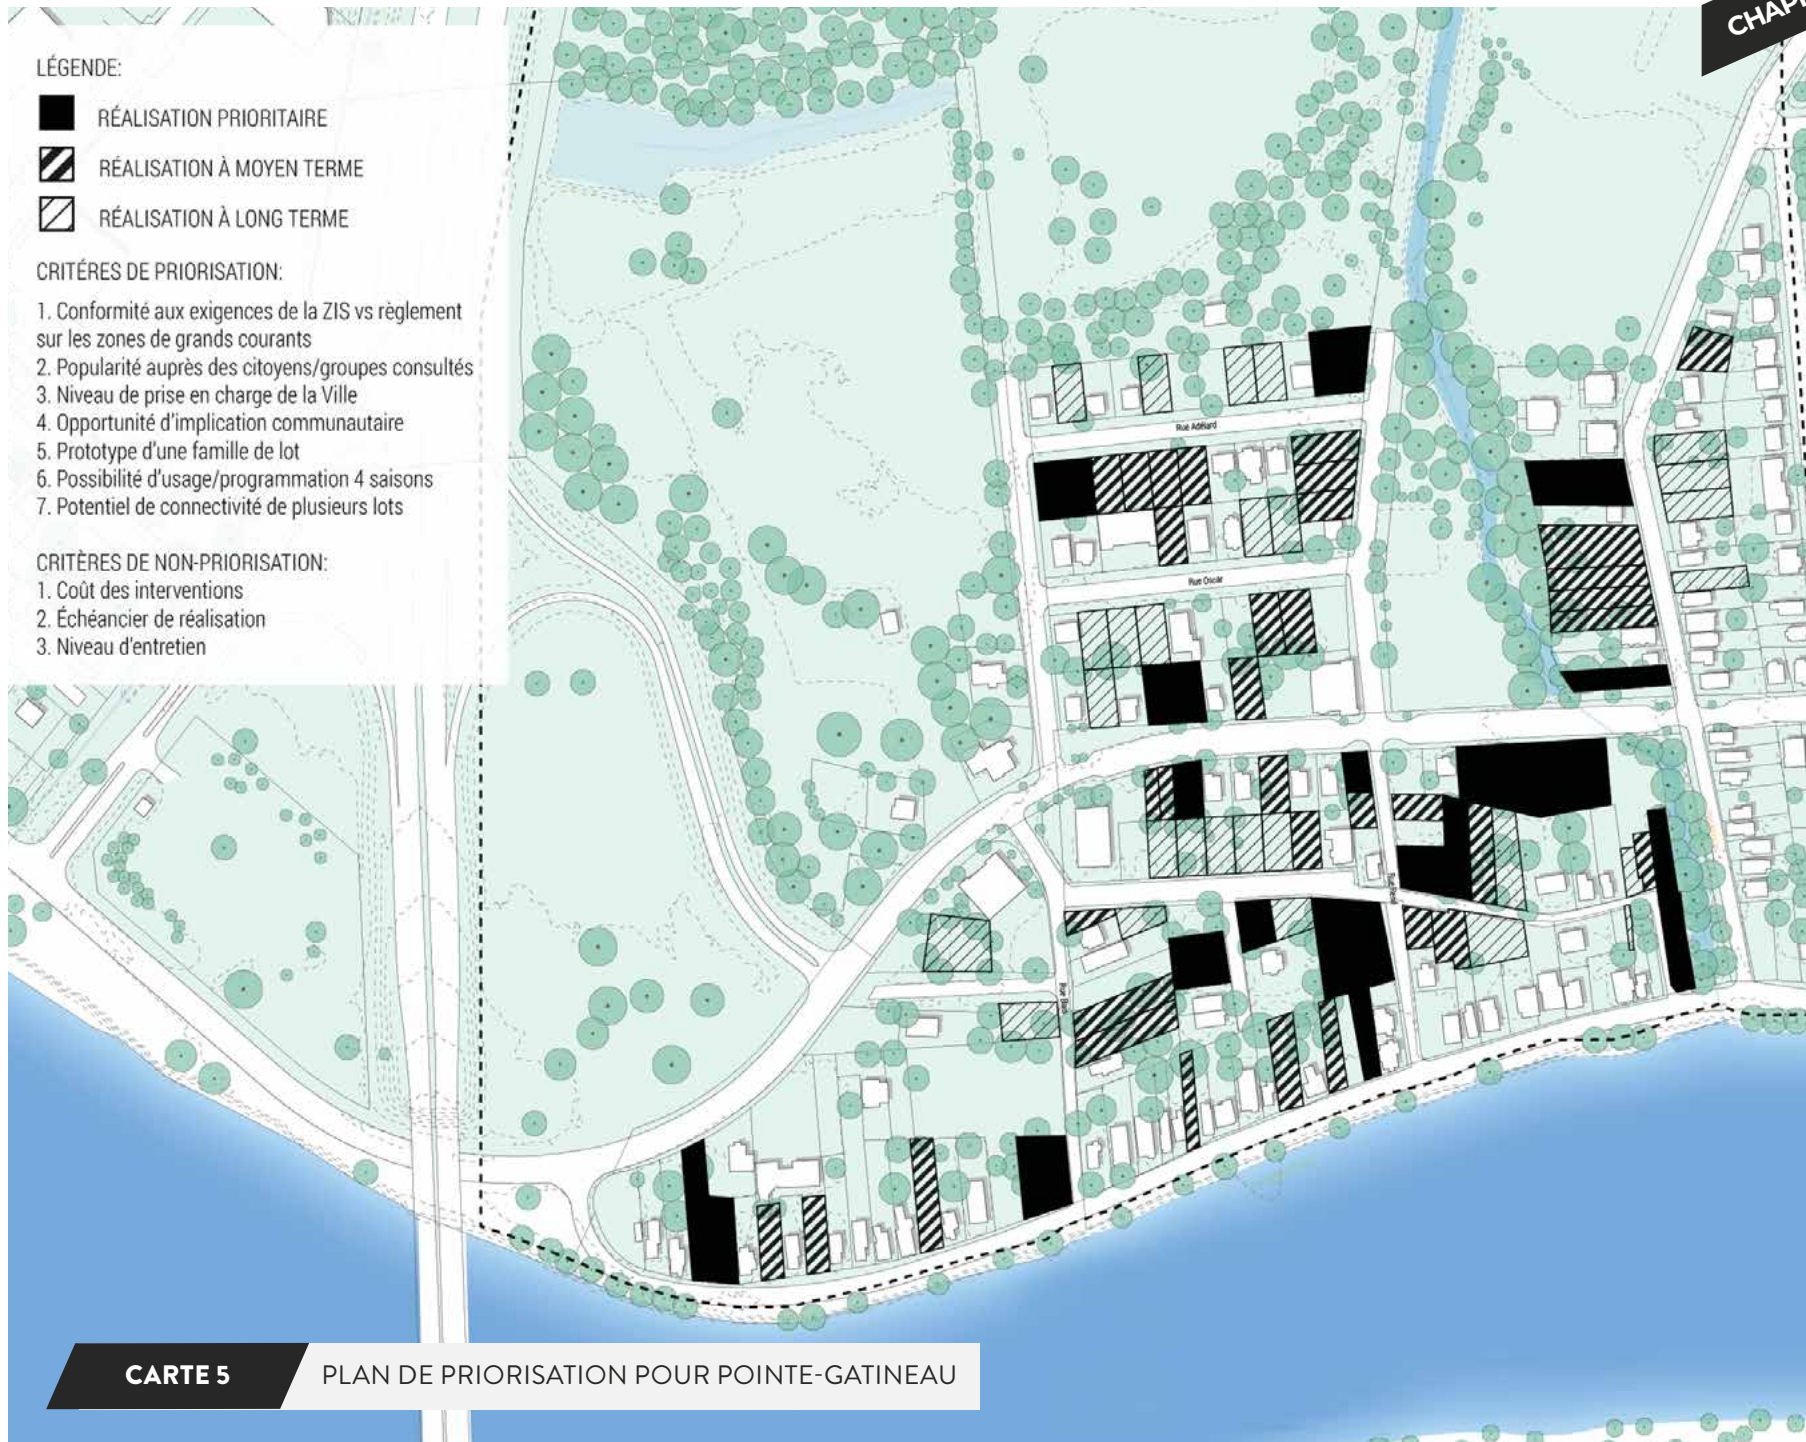 CHAPI
LÉGENDE:
RÉALISATION PRIORITAIRE
RÉALISATION À MOYEN TERME
RÉALISATION À LONG TERME
CRITÉRES DE PRIORISATION:
1. Conformité aux exigences de la ZIS vs règlement
sur les zones de grands courants
2. Popularité auprès des citoyens/groupes consultés
3. Niveau de prise en charge de la Ville
4. Opportunité d'implication communautaire
5. Prototype d'une famille de lot
6. Possibilité d'usage/programmation 4 saisons
7. Potentiel de connectivité de plusieurs lots
CRITÈRES DE NON-PRIORISATION:
1. Coût des interventions
2. Échéancier de réalisation
3. Niveau d'entretien
Rue Adélard
Rue Oscar
CARTE 5
PLAN DE PRIORISATION POUR POINTE-GATINEAU